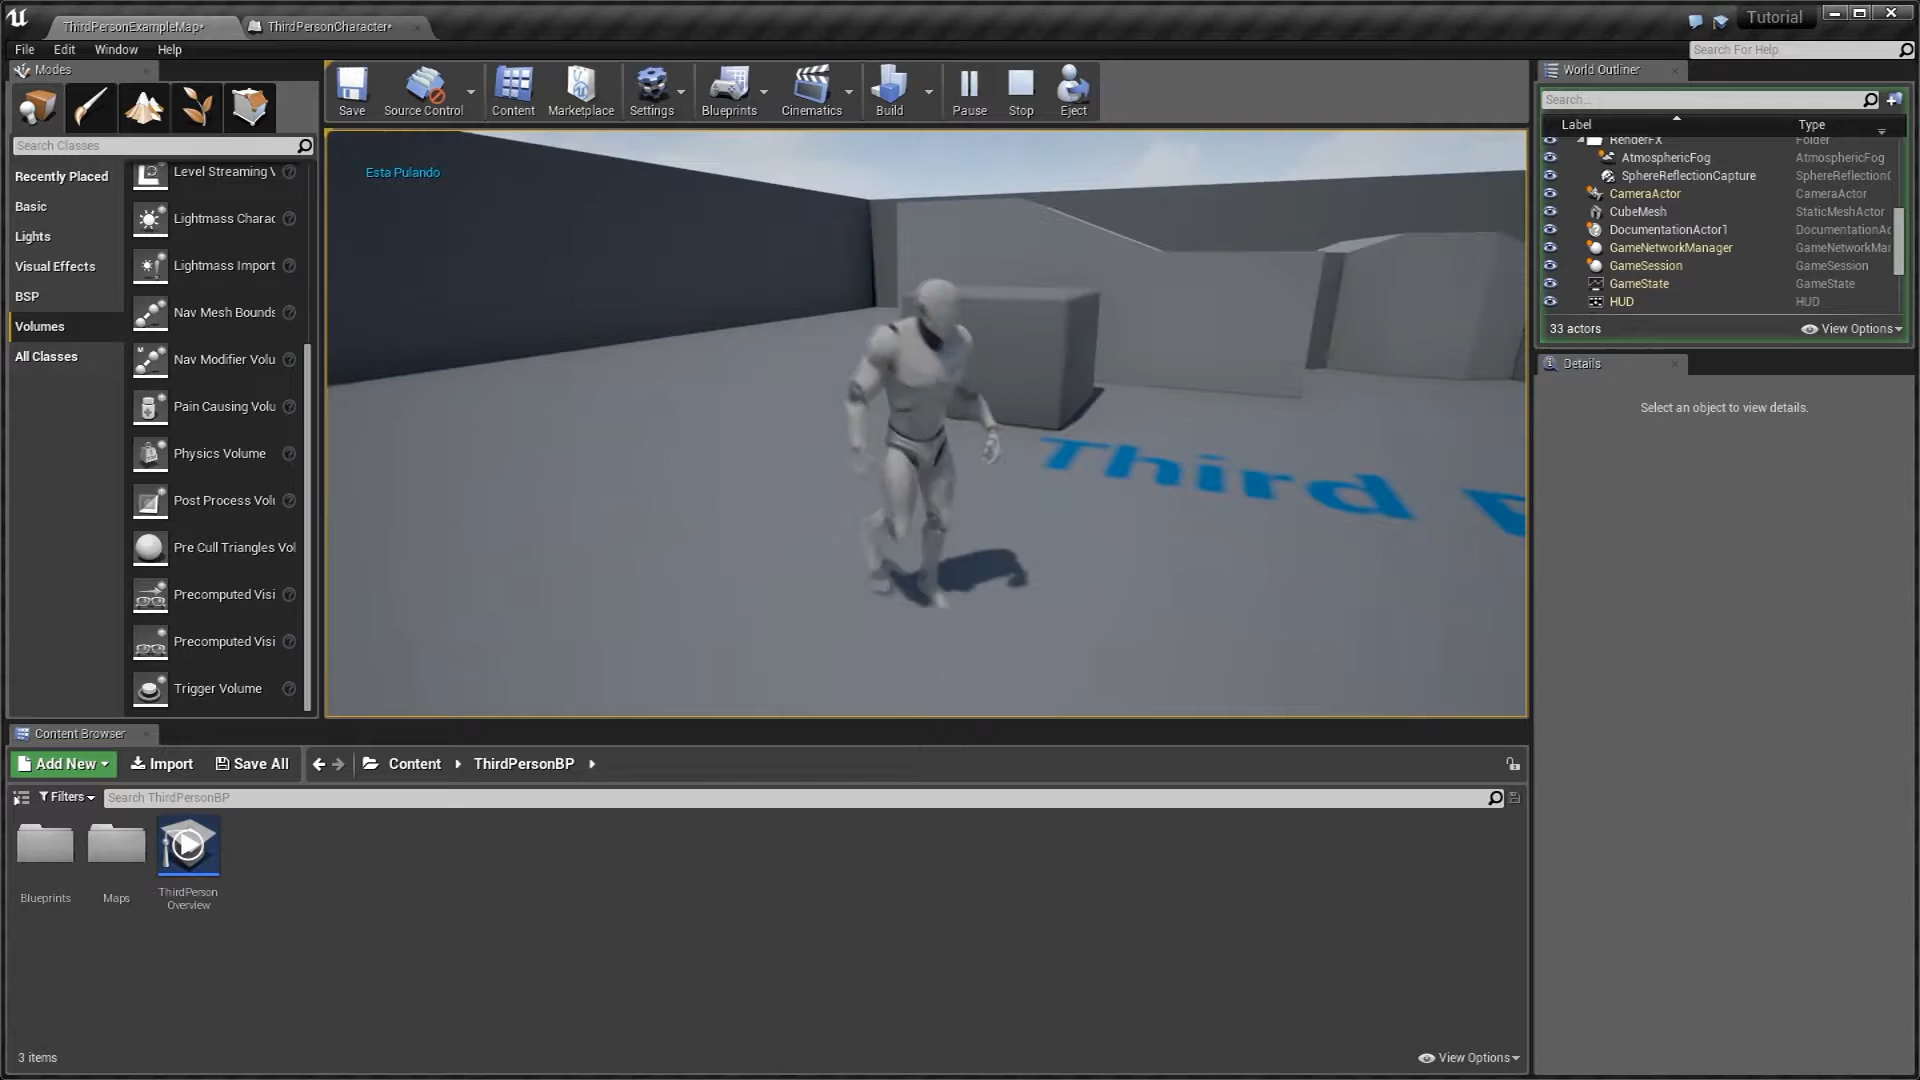 ThirdPersonExampleMap*
ThirdPersonCharacter*
Tutorial
File Edit Window Help
Search For Help
Modes
Search Classes
Recently Placed
Basic
Lights
Visual Effects
BSP
Volumes
All Classes
Level Streaming V
Lightmass Charac
Lightmass Import
Nav Mesh Bounds
Nav Modifier Volu
Pain Causing Volu
Physics Volume
Post Process Volu
Pre Cull Triangles Vol
Precomputed Visi
Precomputed Visi
Trigger Volume
Save Source Control Content Marketplace Settings Blueprints Cinematics Build Pause Stop Eject
Esta Pulando
Third
World Outliner
Search...
Label Type
RenderFX Folder
AtmosphericFog AtmosphericFog
SphereReflectionCapture SphereReflectionC
CameraActor CameraActor
CubeMesh StaticMeshActor
DocumentationActor1 DocumentationAc
GameNetworkManager GameNetworkMar
GameSession GameSession
GameState GameState
HUD HUD
33 actors View Options
Details
Select an object to view details.
Content Browser
Add New Import Save All Content ThirdPersonBP
Filters Search ThirdPersonBP
Blueprints
Maps
ThirdPerson
Overview
3 items View Options